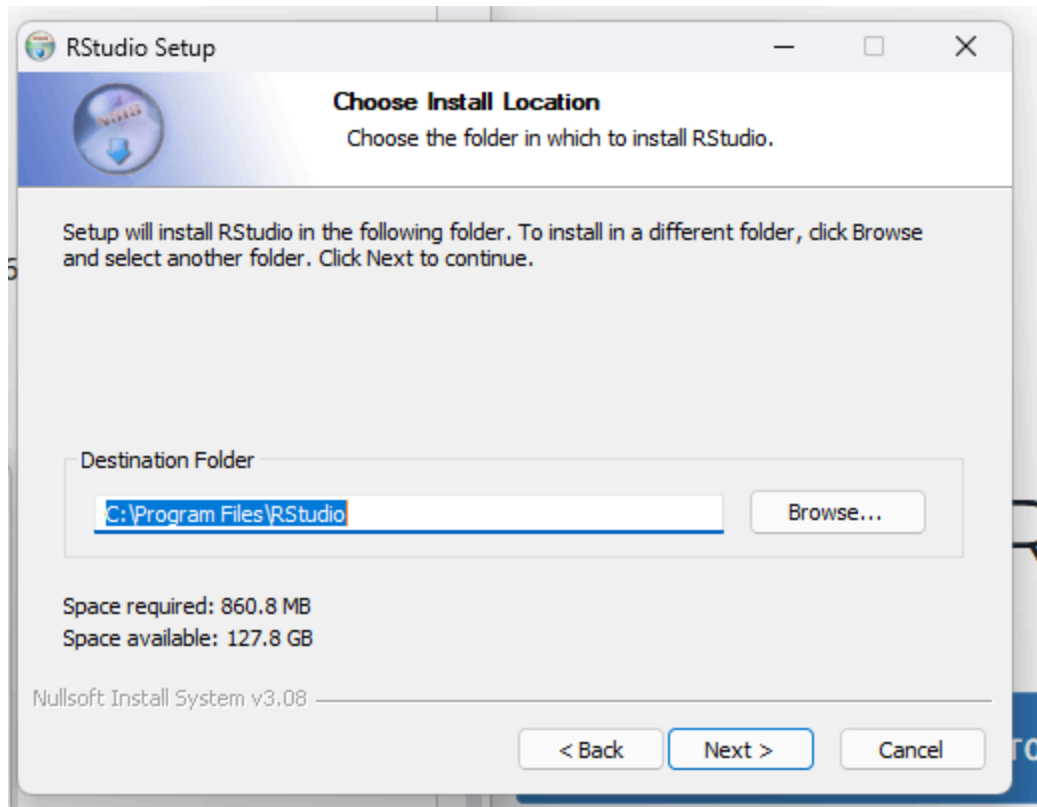 RStudio Setup
Choose Install Location
Choose the folder in which to install RStudio.
Setup will install RStudio in the following folder. To install in a different folder, click Browse
and select another folder. Click Next to continue.
Destination Folder
C:\Program Files\RStudio
Browse...
Space required: 860.8 MB
Space available: 127.8 GB
Nullsoft Install System v3.08
< Back
Next >
Cancel